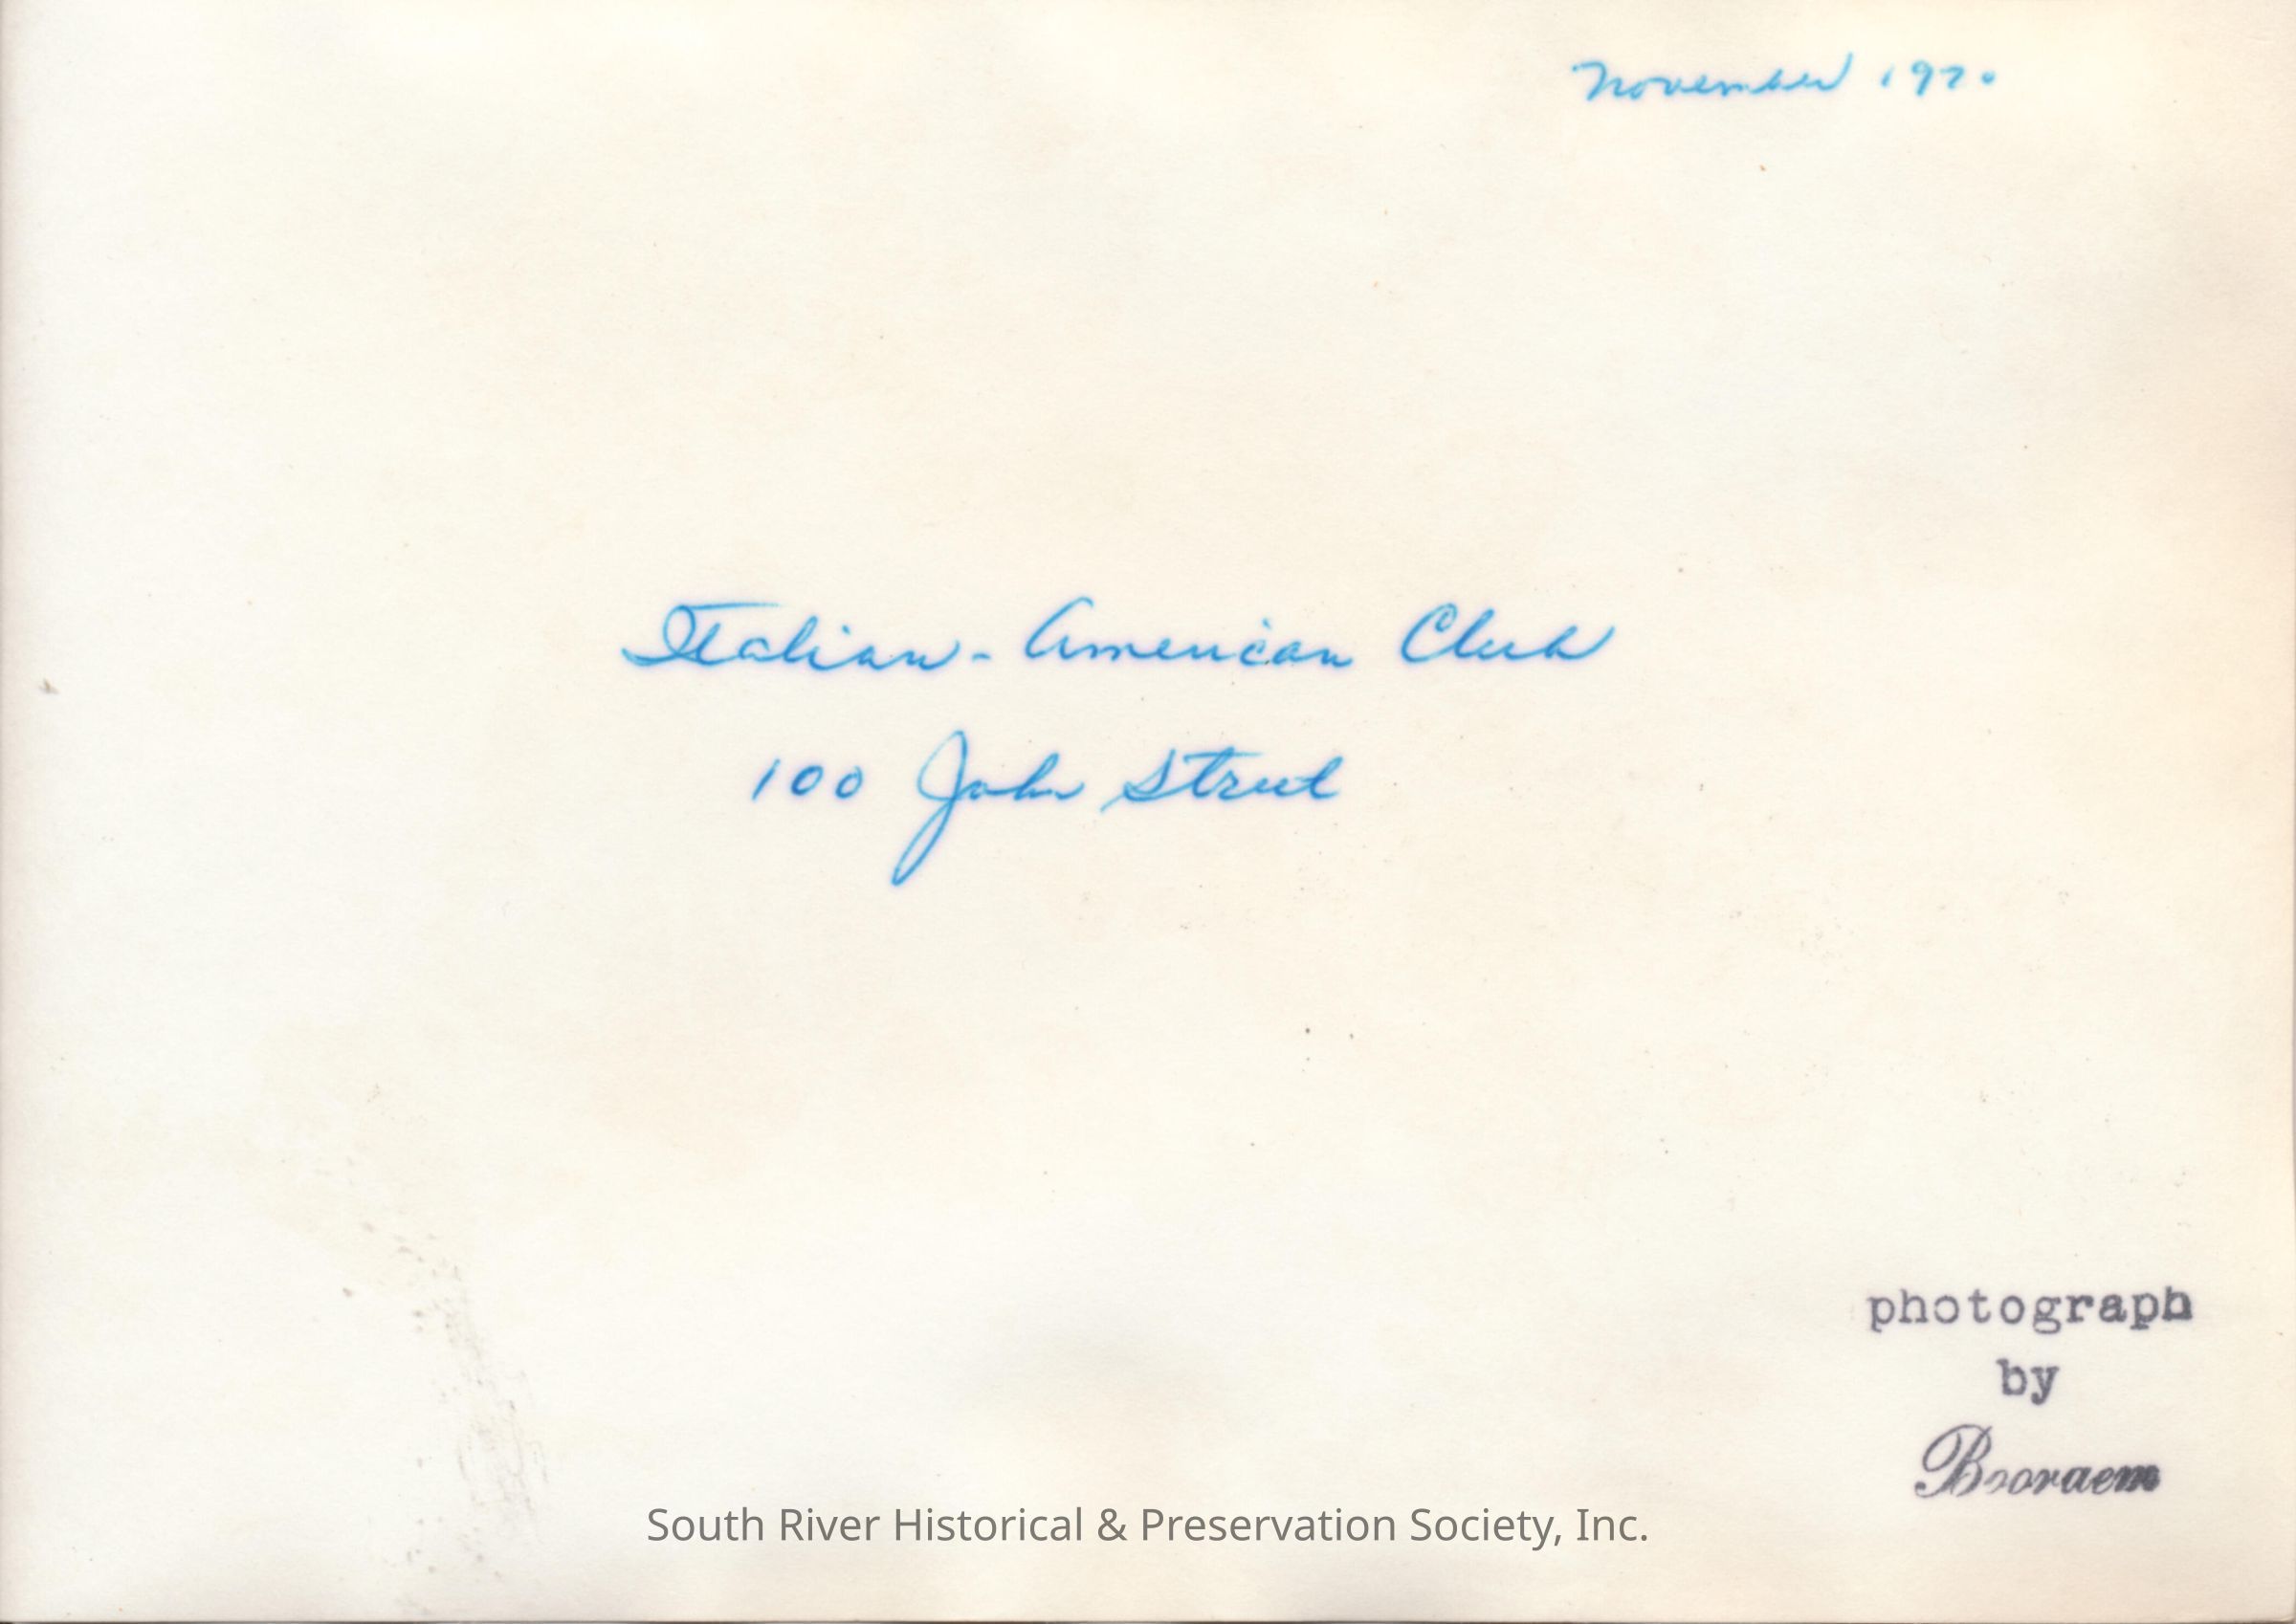 November 1970
Italian-American Club
100 John Street
photograph
by
Booraem
South River Historical & Preservation Society, Inc.